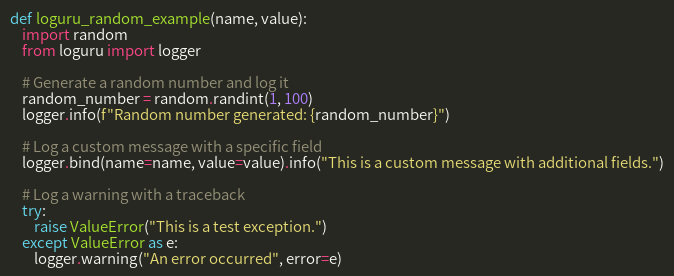 def loguru_random_example(name, value):
    import random
    from loguru import logger

    # Generate a random number and log it
    random_number = random.randint(1, 100)
    logger.info(f"Random number generated: {random_number}")

    # Log a custom message with a specific field
    logger.bind(name=name, value=value).info("This is a custom message with additional fields.")

    # Log a warning with a traceback
    try:
        raise ValueError("This is a test exception.")
    except ValueError as e:
        logger.warning("An error occurred", error=e)